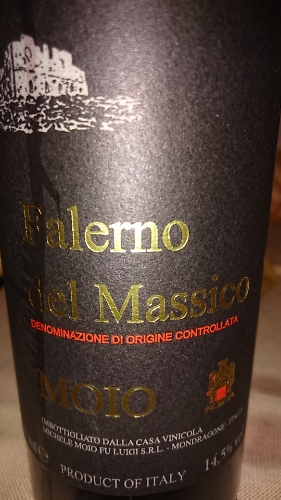 Falerno
del Massico
DENOMINAZIONE DI ORIGINE CONTROLLATA
MOIO
IMBOTTIGLIATO DALLA CASA VINICOLA
MICHELE MOIO FU LUIGI S.R.L. - MONDRAGONE - ITALIA
PRODUCT OF ITALY 14,5% vol